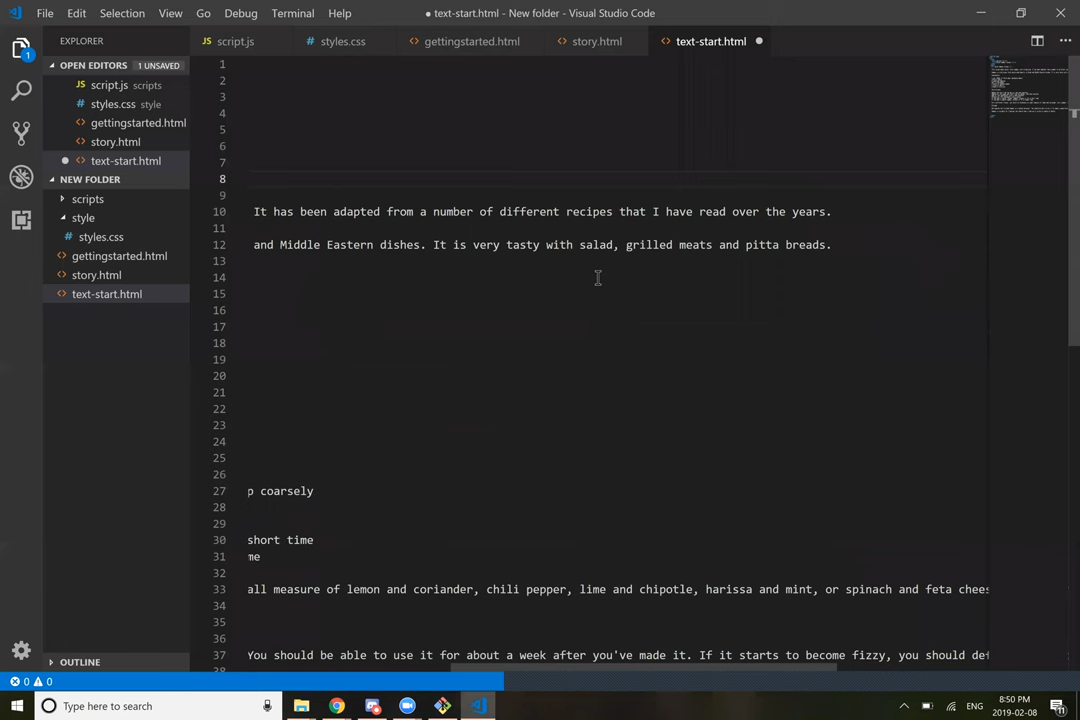 File Edit Selection View Go Debug Terminal Help
● text-start.html - New folder - Visual Studio Code
EXPLORER
JS script.js
# styles.css
<> gettingstarted.html
<> story.html
<> text-start.html ●
OPEN EDITORS 1 UNSAVED
JS script.js scripts
# styles.css style
<> gettingstarted.html
<> story.html
● <> text-start.html
NEW FOLDER
scripts
style
# styles.css
<> gettingstarted.html
<> story.html
<> text-start.html
OUTLINE
1
2
3
4
5
6
7
8
9
10 It has been adapted from a number of different recipes that I have read over the years.
11
12 and Middle Eastern dishes. It is very tasty with salad, grilled meats and pitta breads.
13
14
15
16
17
18
19
20
21
22
23
24
25
26
27 p coarsely
28
29
30 short time
31 me
32
33 all measure of lemon and coriander, chili pepper, lime and chipotle, harissa and mint, or spinach and feta chees
34
35
36
37 You should be able to use it for about a week after you've made it. If it starts to become fizzy, you should def
38
0 0
Type here to search
ENG
8:50 PM
2019-02-08
11
1